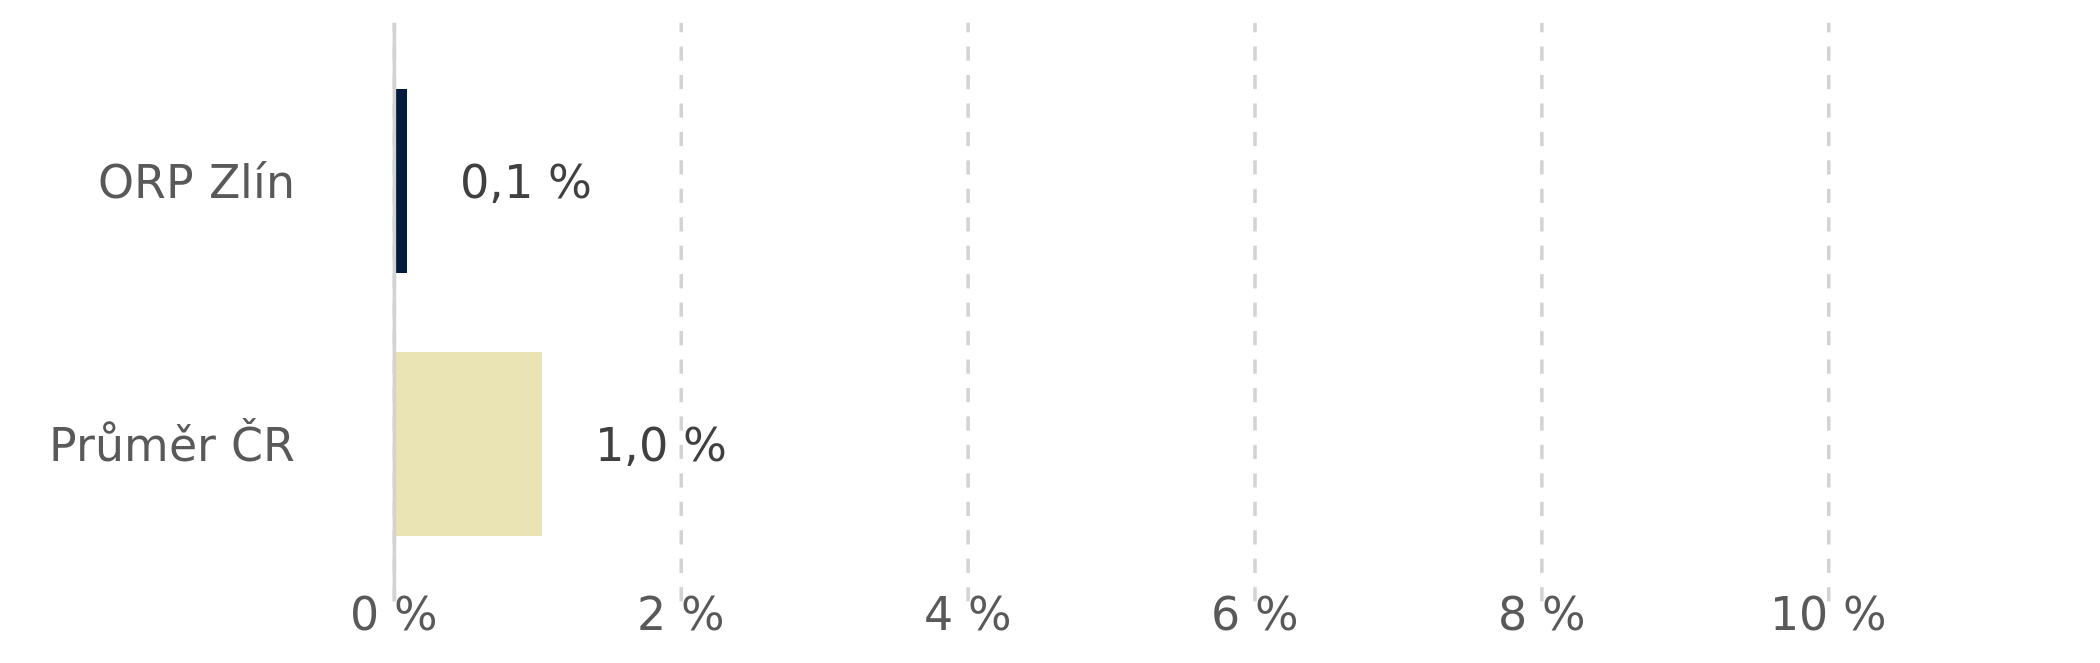 ORP Zlín
0,1 %
Průměr ČR
1,0 %
0 % 2 % 4 % 6 % 8 % 10 %